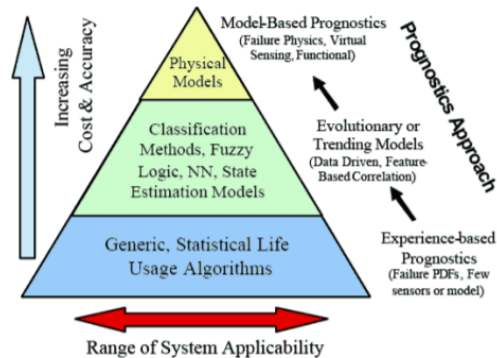 Increasing
Cost & Accuracy
Physical
Models
Classification
Methods, Fuzzy
Logic, NN, State
Estimation Models
Generic, Statistical Life
Usage Algorithms
Range of System Applicability
Model-Based Prognostics
(Failure Physics, Virtual
Sensing, Functional)
Evolutionary or
Trending Models
(Data Driven, Feature-
Based Correlation)
Experience-based
Prognostics
(Failure PDFs, Few
sensors or model)
Prognostics Approach